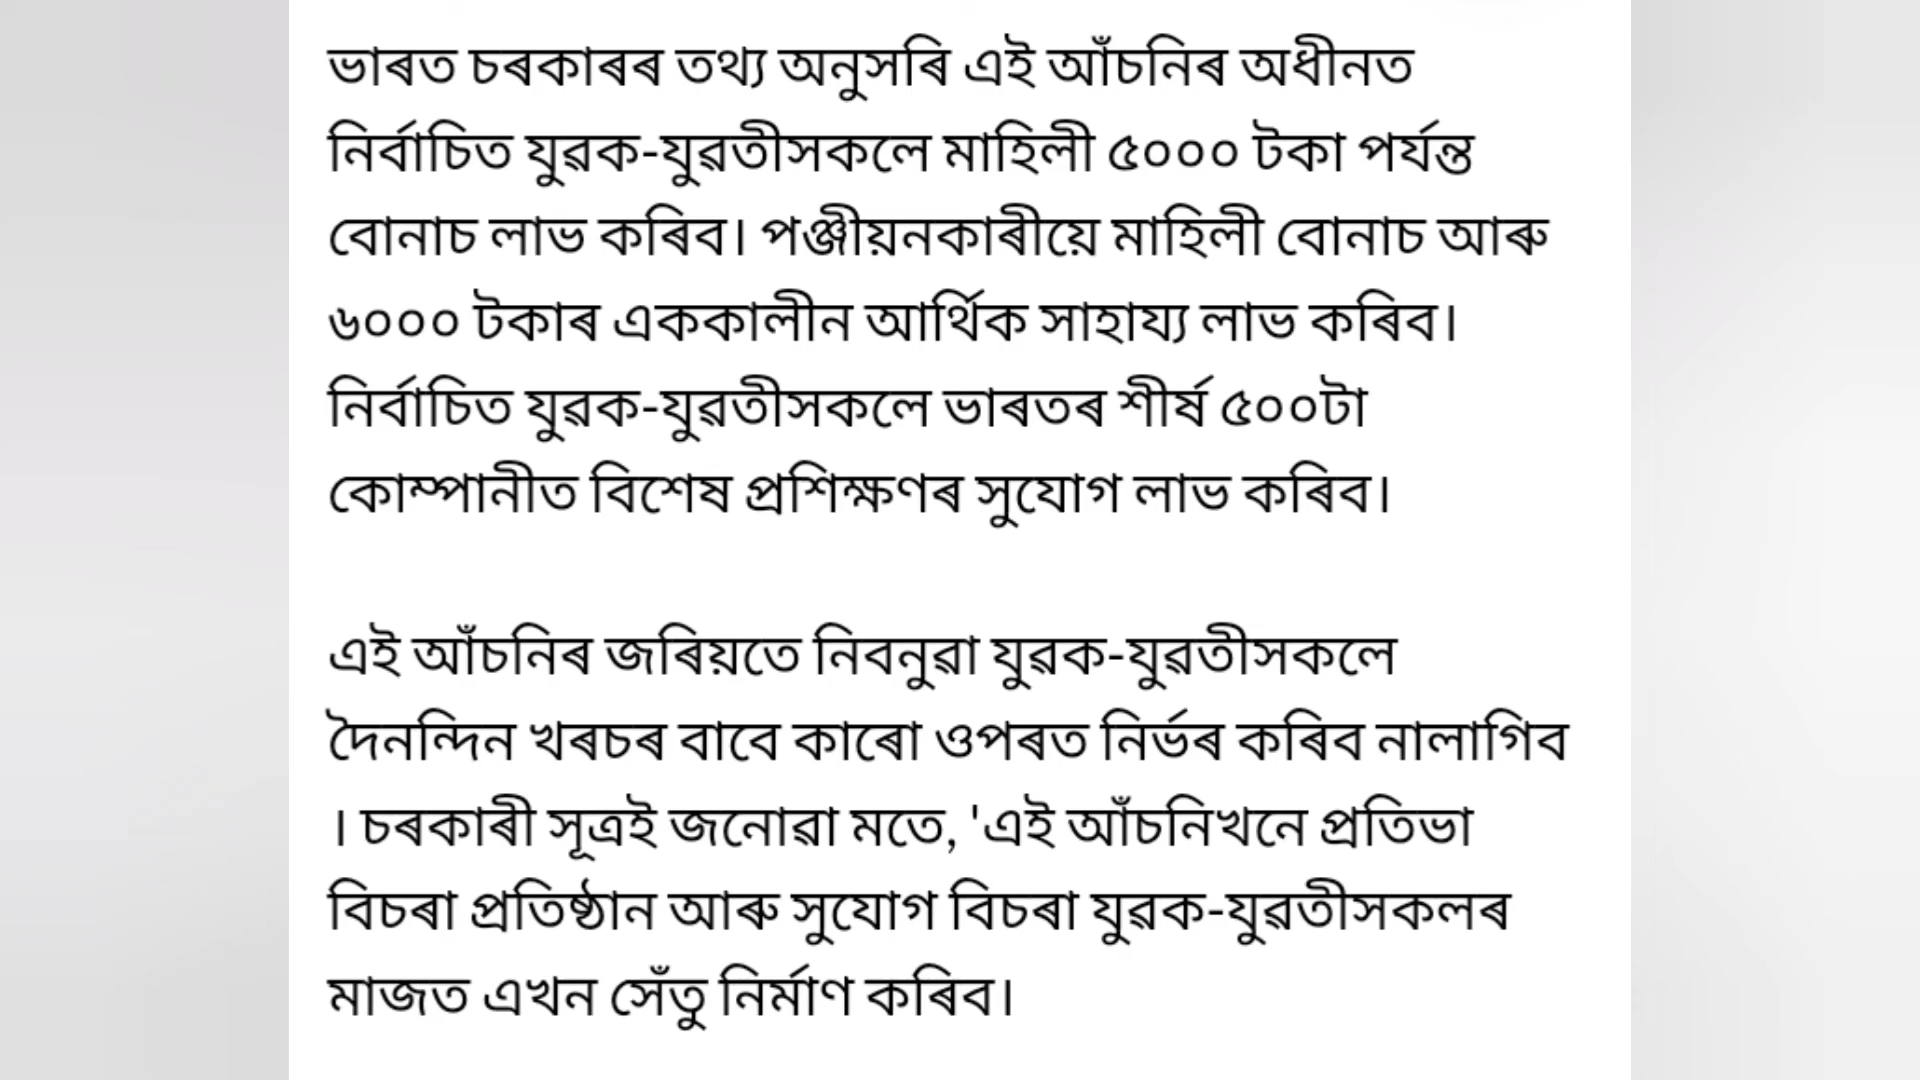 ভাৰত চৰকাৰৰ তথ্য অনুসৰি এই আঁচনিৰ অধীনত
নিৰ্বাচিত যুৱক-যুৱতীসকলে মাহিলী ৫০০০ টকা পৰ্যন্ত
বোনাচ লাভ কৰিব। পঞ্জীয়নকাৰীয়ে মাহিলী বোনাচ আৰু
৬০০০ টকাৰ এককালীন আৰ্থিক সাহায্য লাভ কৰিব।
নিৰ্বাচিত যুৱক-যুৱতীসকলে ভাৰতৰ শীৰ্ষ ৫০০টা
কোম্পানীত বিশেষ প্ৰশিক্ষণৰ সুযোগ লাভ কৰিব।
এই আঁচনিৰ জৰিয়তে নিবনুৱা যুৱক-যুৱতীসকলে
দৈনন্দিন খৰচৰ বাবে কাৰো ওপৰত নিৰ্ভৰ কৰিব নালাগিব
। চৰকাৰী সূত্ৰই জনোৱা মতে, 'এই আঁচনিখনে প্ৰতিভা
বিচৰা প্ৰতিষ্ঠান আৰু সুযোগ বিচৰা যুৱক-যুৱতীসকলৰ
মাজত এখন সেঁতু নিৰ্মাণ কৰিব।